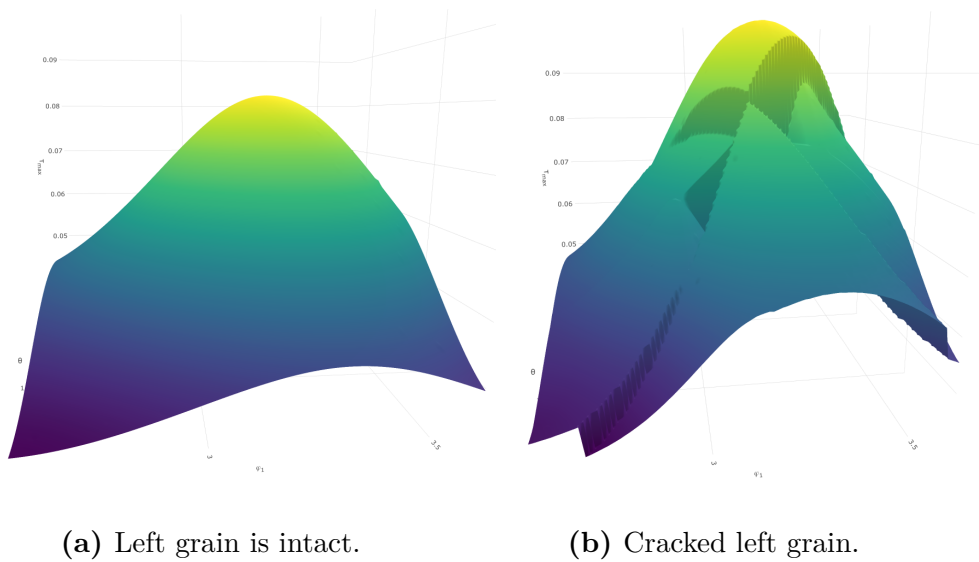 0.09
0.08
0.07
0.06
0.05
τmax
θ
1
3
3.5
φ1
(a) Left grain is intact.
0.09
0.08
0.07
0.06
0.05
τmax
θ
3
3.5
φ1
(b) Cracked left grain.